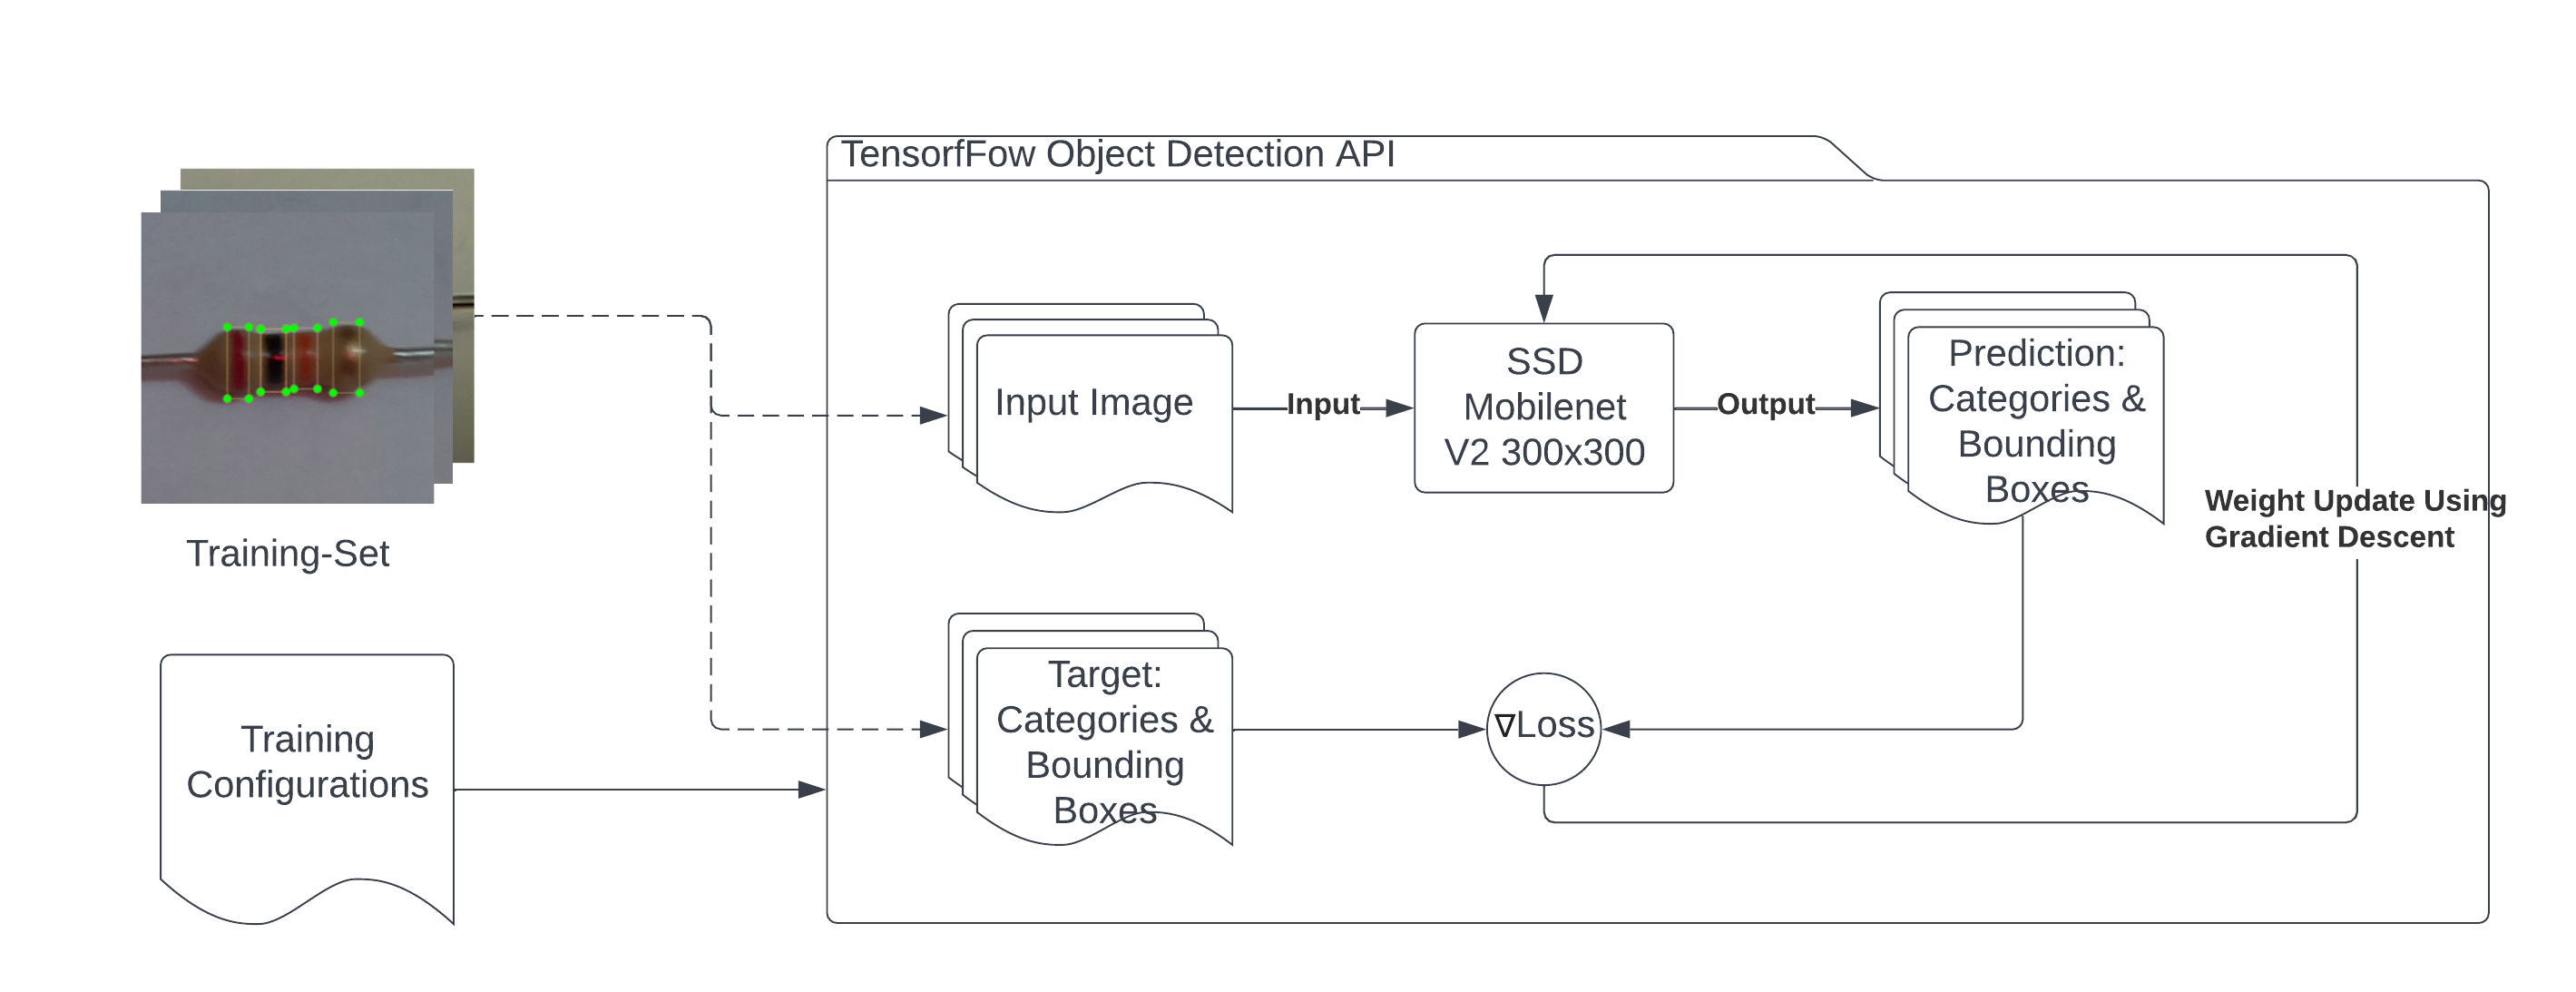 TensorfFow Object Detection API
Training-Set
Training
Configurations
Input Image
Input
SSD
Mobilenet
V2 300x300
Output
Prediction:
Categories &
Bounding
Boxes
Weight Update Using
Gradient Descent
Target:
Categories &
Bounding
Boxes
∇Loss